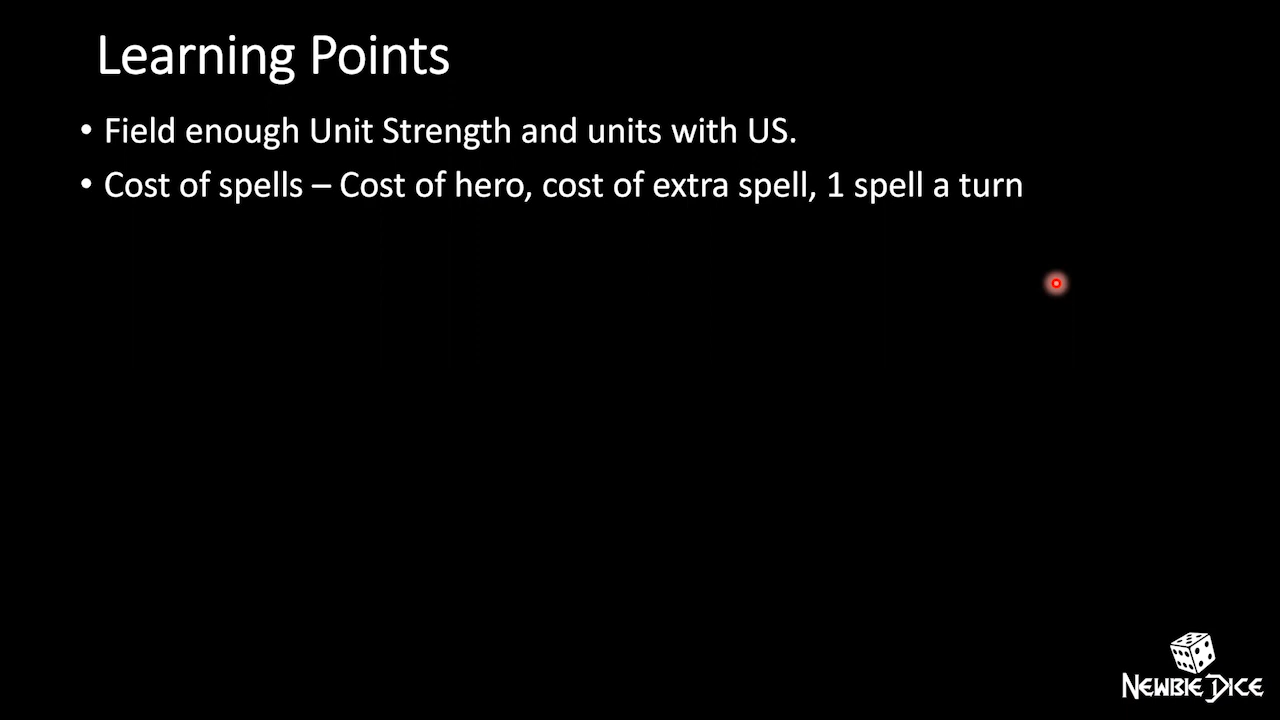 Learning Points
• Field enough Unit Strength and units with US.
• Cost of spells – Cost of hero, cost of extra spell, 1 spell a turn
NEWBIE DICE